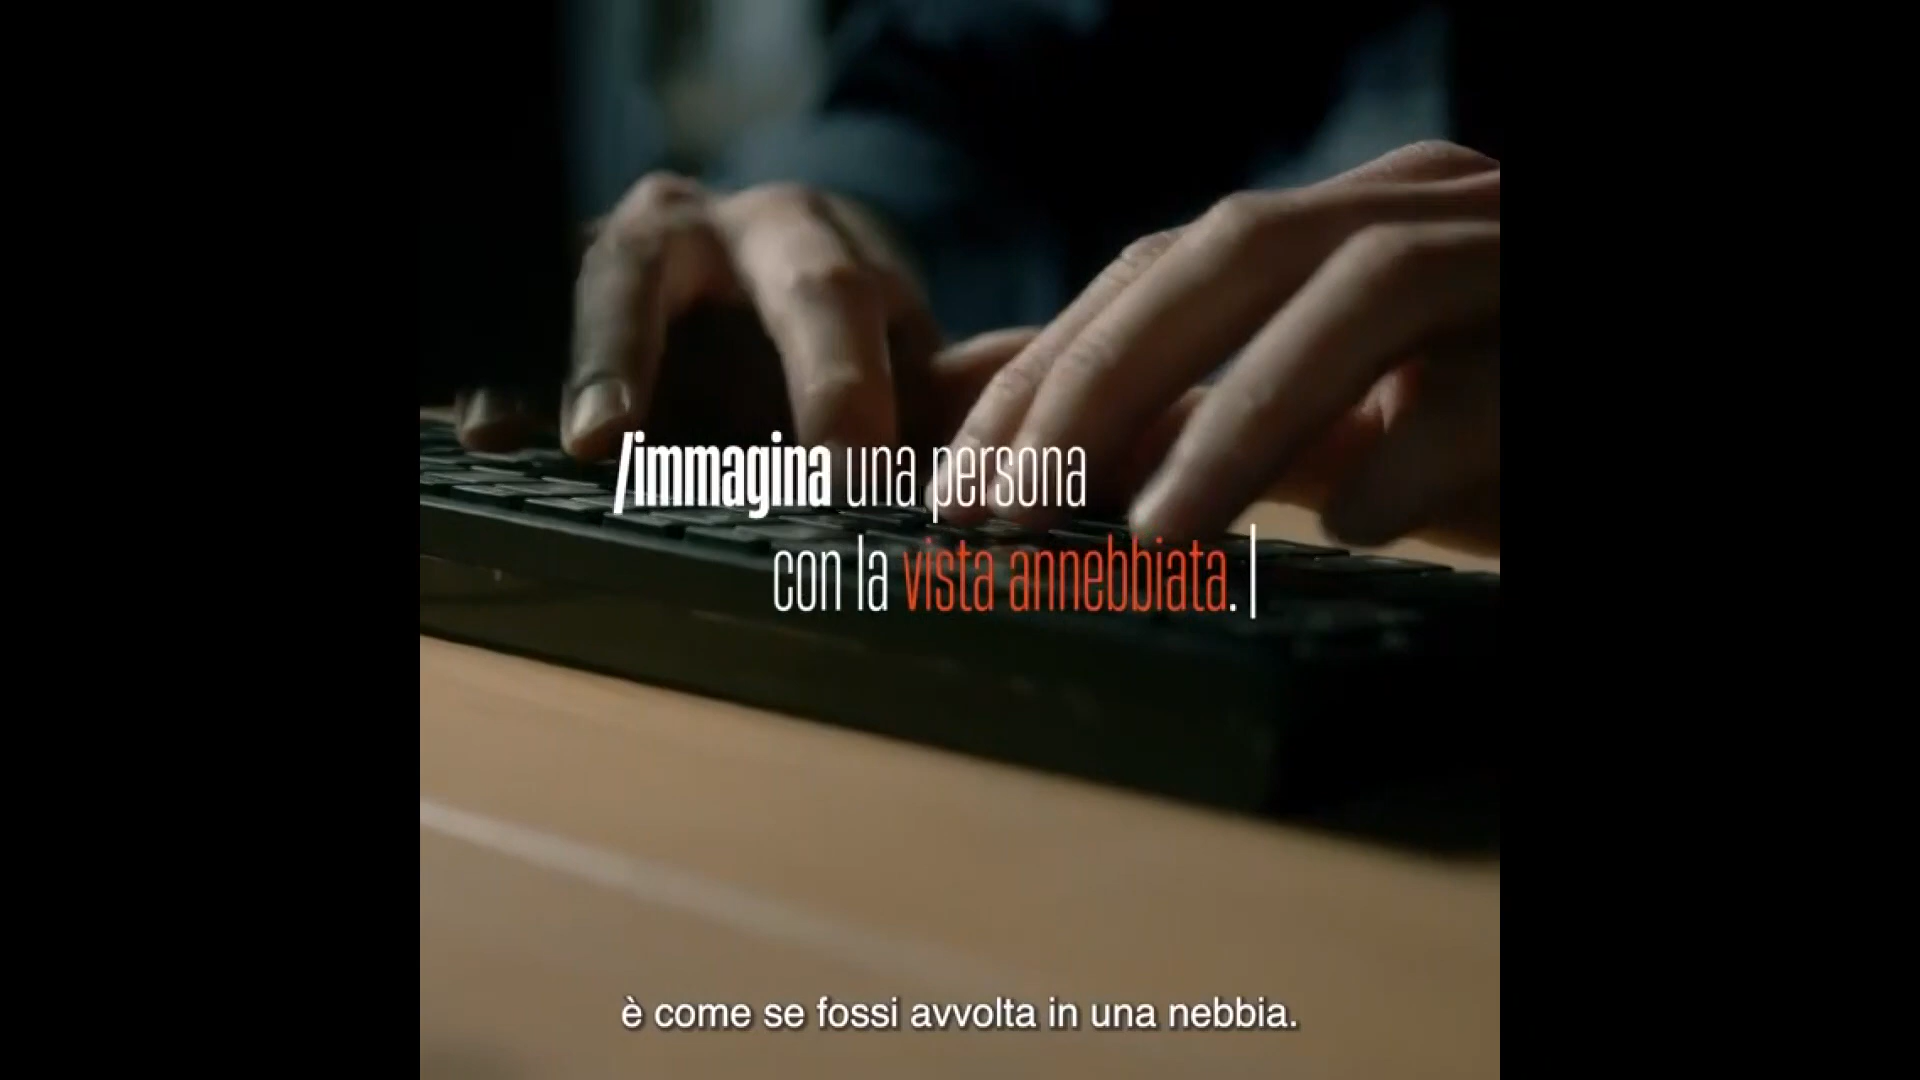 /immagina una persona
con la vista annebbiata.|
è come se fossi avvolta in una nebbia.